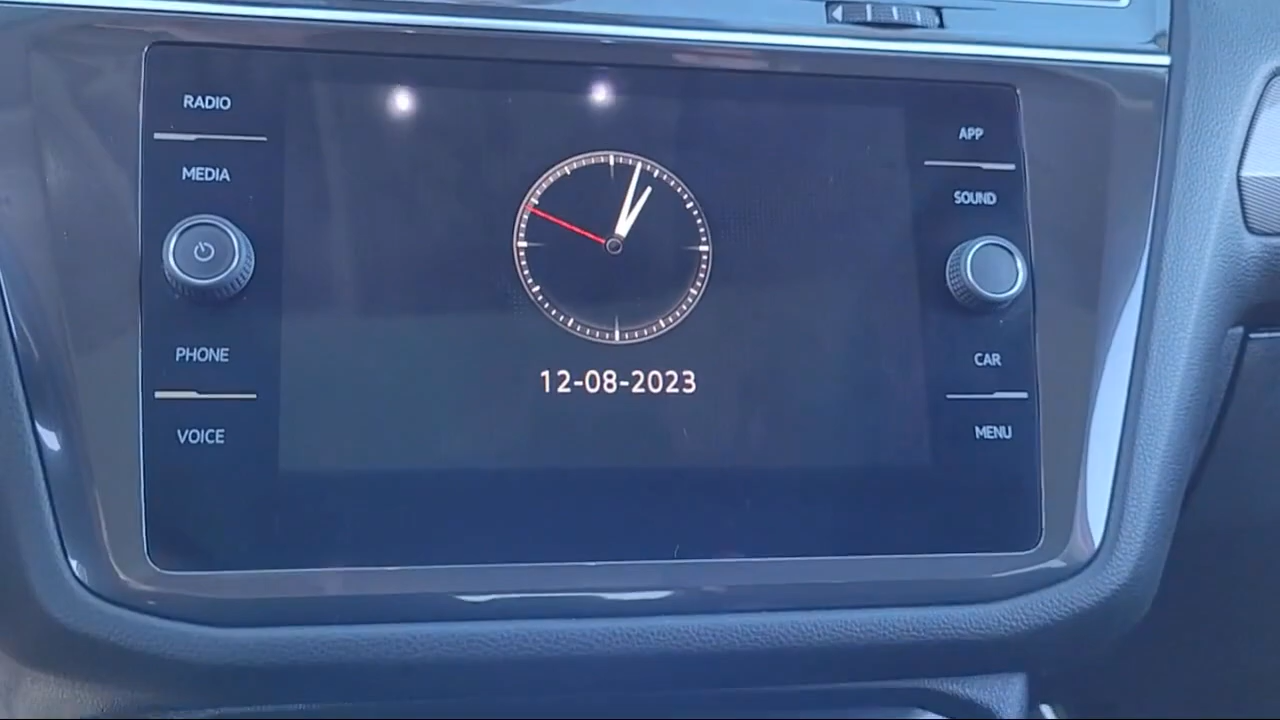 RADIO
MEDIA
PHONE
VOICE
12-08-2023
APP
SOUND
CAR
MENU